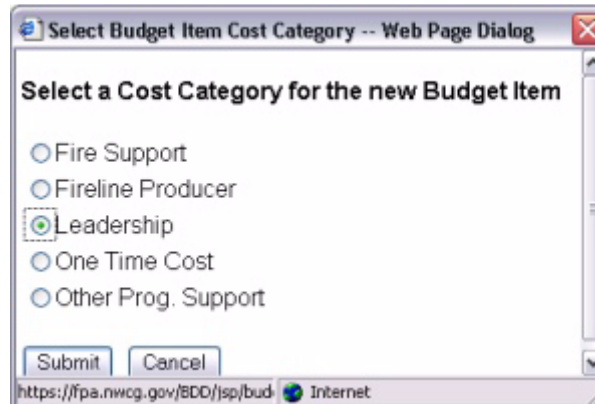 Select Budget Item Cost Category -- Web Page Dialog
Select a Cost Category for the new Budget Item
Fire Support
Fireline Producer
Leadership
One Time Cost
Other Prog. Support
Submit Cancel
https://fpa.nwcg.gov/BDD/jsp/bud Internet